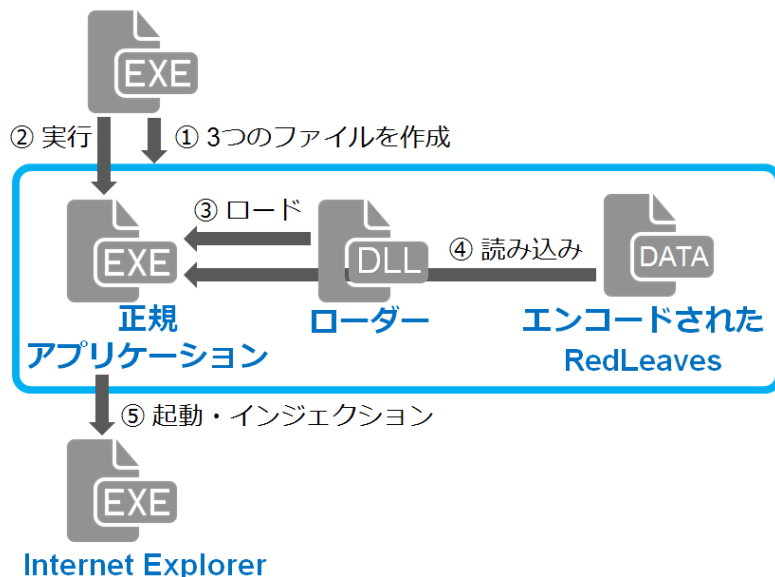 EXE
② 実行
① 3つのファイルを作成
③ ロード
④ 読み込み
EXE
DLL
DATA
正規
アプリケーション
ローダー
エンコードされた
RedLeaves
⑤ 起動・インジェクション
EXE
Internet Explorer